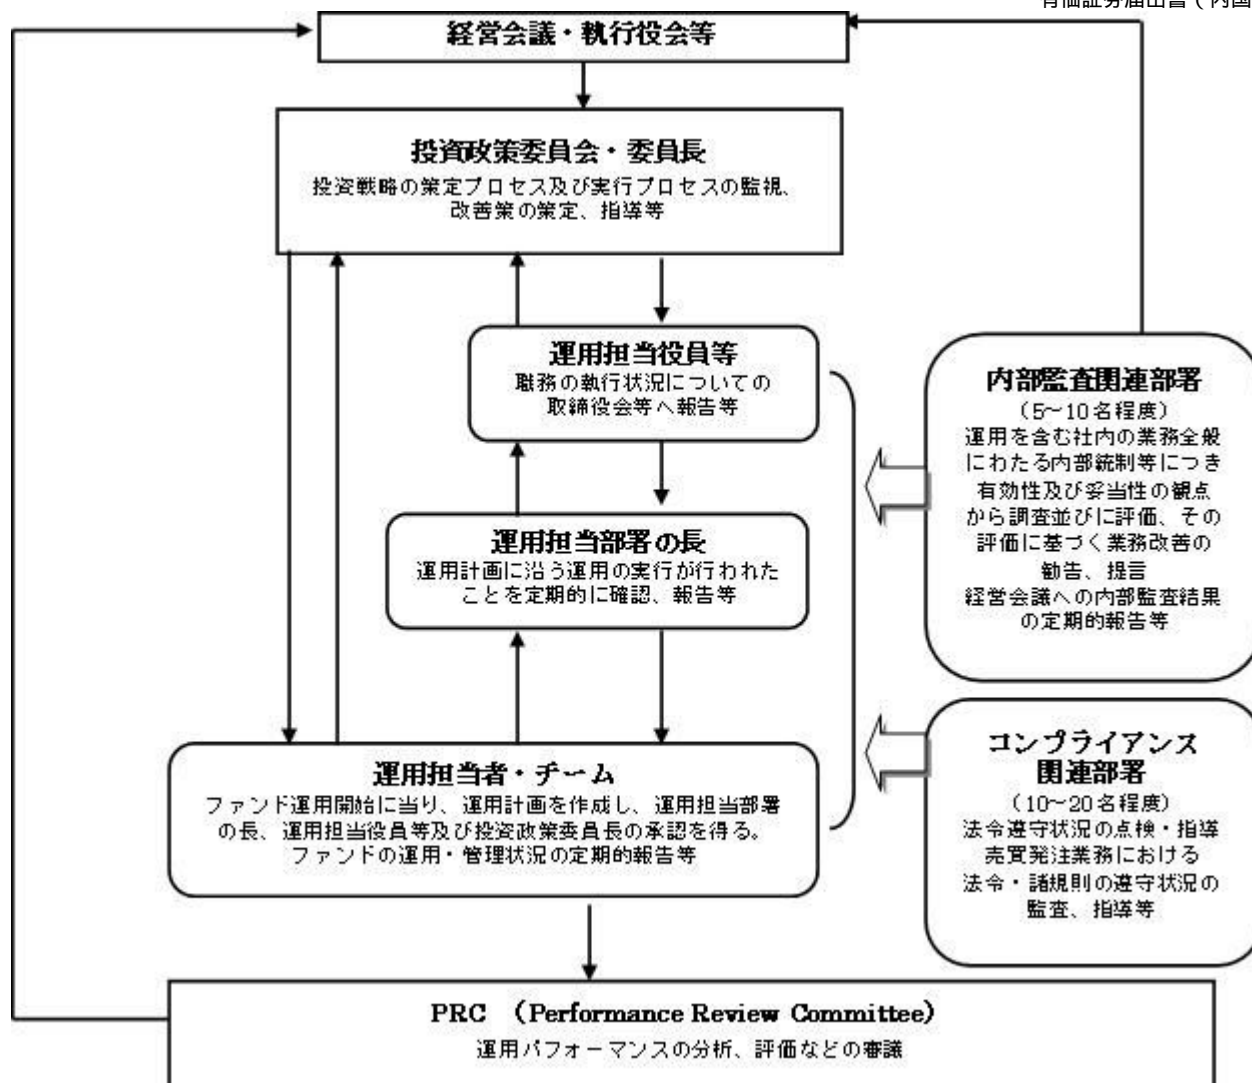 有価証券届出書（内国
経営会議・執行役会等
投資政策委員会・委員長
投資戦略の策定プロセス及び実行プロセスの監視、
改善策の策定、指導等
運用担当役員等
職務の執行状況についての
取締役会等へ報告等
運用担当部署の長
運用計画に沿う運用の実行が行われた
ことを定期的に確認、報告等
運用担当者・チーム
ファンド運用開始に当り、運用計画を作成し、運用担当部署
の長、運用担当役員等及び投資政策委員長の承認を得る。
ファンドの運用・管理状況の定期的報告等
内部監査関連部署
（5～10名程度）
運用を含む社内の業務全般
にわたる内部統制等につき
有効性及び妥当性の観点
から調査並びに評価、その
評価に基づく業務改善の
勧告、提言
経営会議への内部監査結果
の定期的報告等
コンプライアンス
関連部署
（10～20名程度）
法令遵守状況の点検・指導
売買発注業務における
法令・諸規則の遵守状況の
監査、指導等
PRC （Performance Review Committee）
運用パフォーマンスの分析、評価などの審議